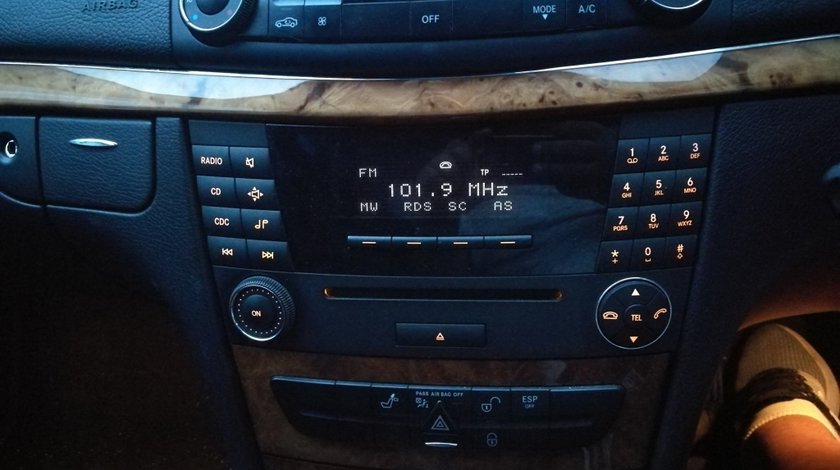 AIRBAG
OFF
MODE
A/C
RADIO
CD
CDC
FM
TP -----
101.9 MHz
MW RDS SC AS
1
2 ABC
3 DEF
4 GHI
5 JKL
6 MNO
7 PQRS
8 TUV
9 WXYZ
*
0
#
ON
TEL
PASS AIR BAG OFF
ESP
OFF